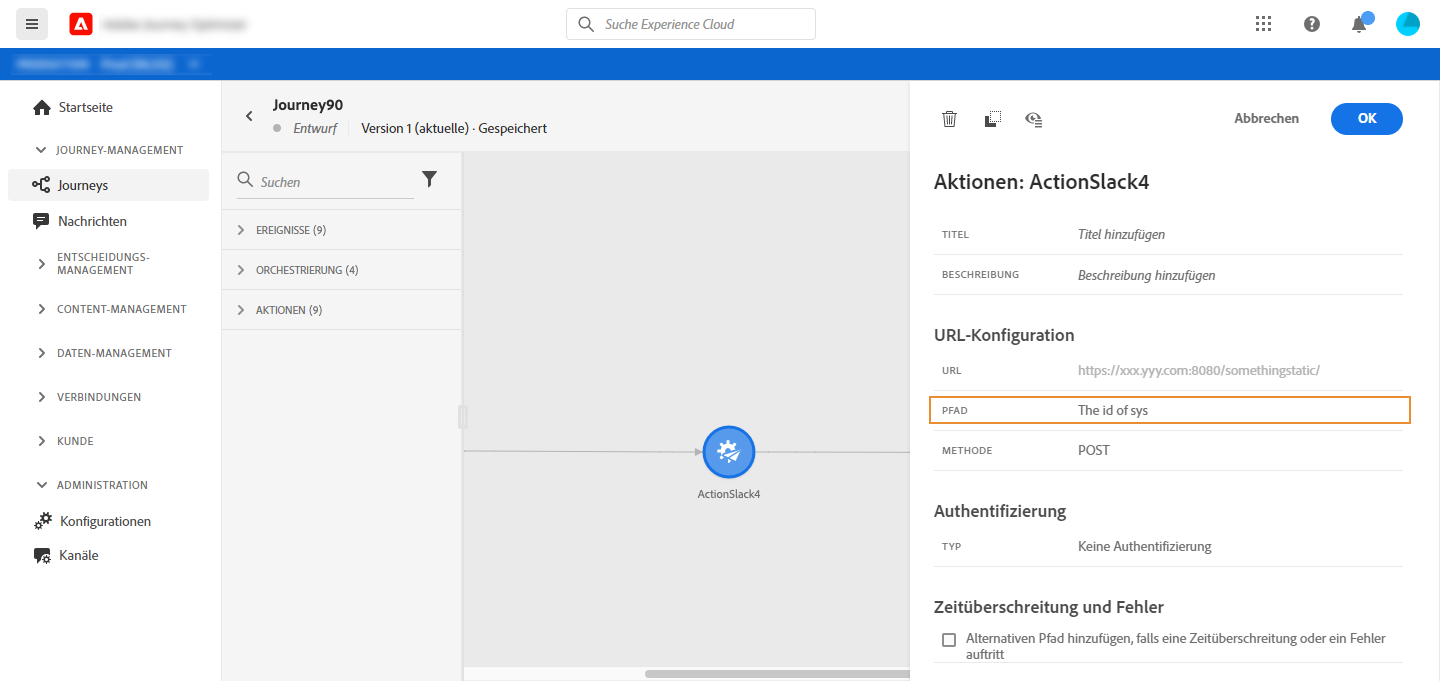 Suche Experience Cloud
Startseite
JOURNEY-MANAGEMENT
Journeys
Nachrichten
ENTSCHEIDUNGS-
MANAGEMENT
CONTENT-MANAGEMENT
DATEN-MANAGEMENT
VERBINDUNGEN
KUNDE
ADMINISTRATION
Konfigurationen
Kanäle
Journey90
Entwurf Version 1 (aktuelle) · Gespeichert
Suchen
EREIGNISSE (9)
ORCHESTRIERUNG (4)
AKTIONEN (9)
ActionSlack4
Abbrechen OK
Aktionen: ActionSlack4
TITEL Titel hinzufügen
BESCHREIBUNG Beschreibung hinzufügen
URL-Konfiguration
URL https://xxx.yyy.com:8080/somethingstatic/
PFAD The id of sys
METHODE POST
Authentifizierung
TYP Keine Authentifizierung
Zeitüberschreitung und Fehler
Alternativen Pfad hinzufügen, falls eine Zeitüberschreitung oder ein Fehler
auftritt